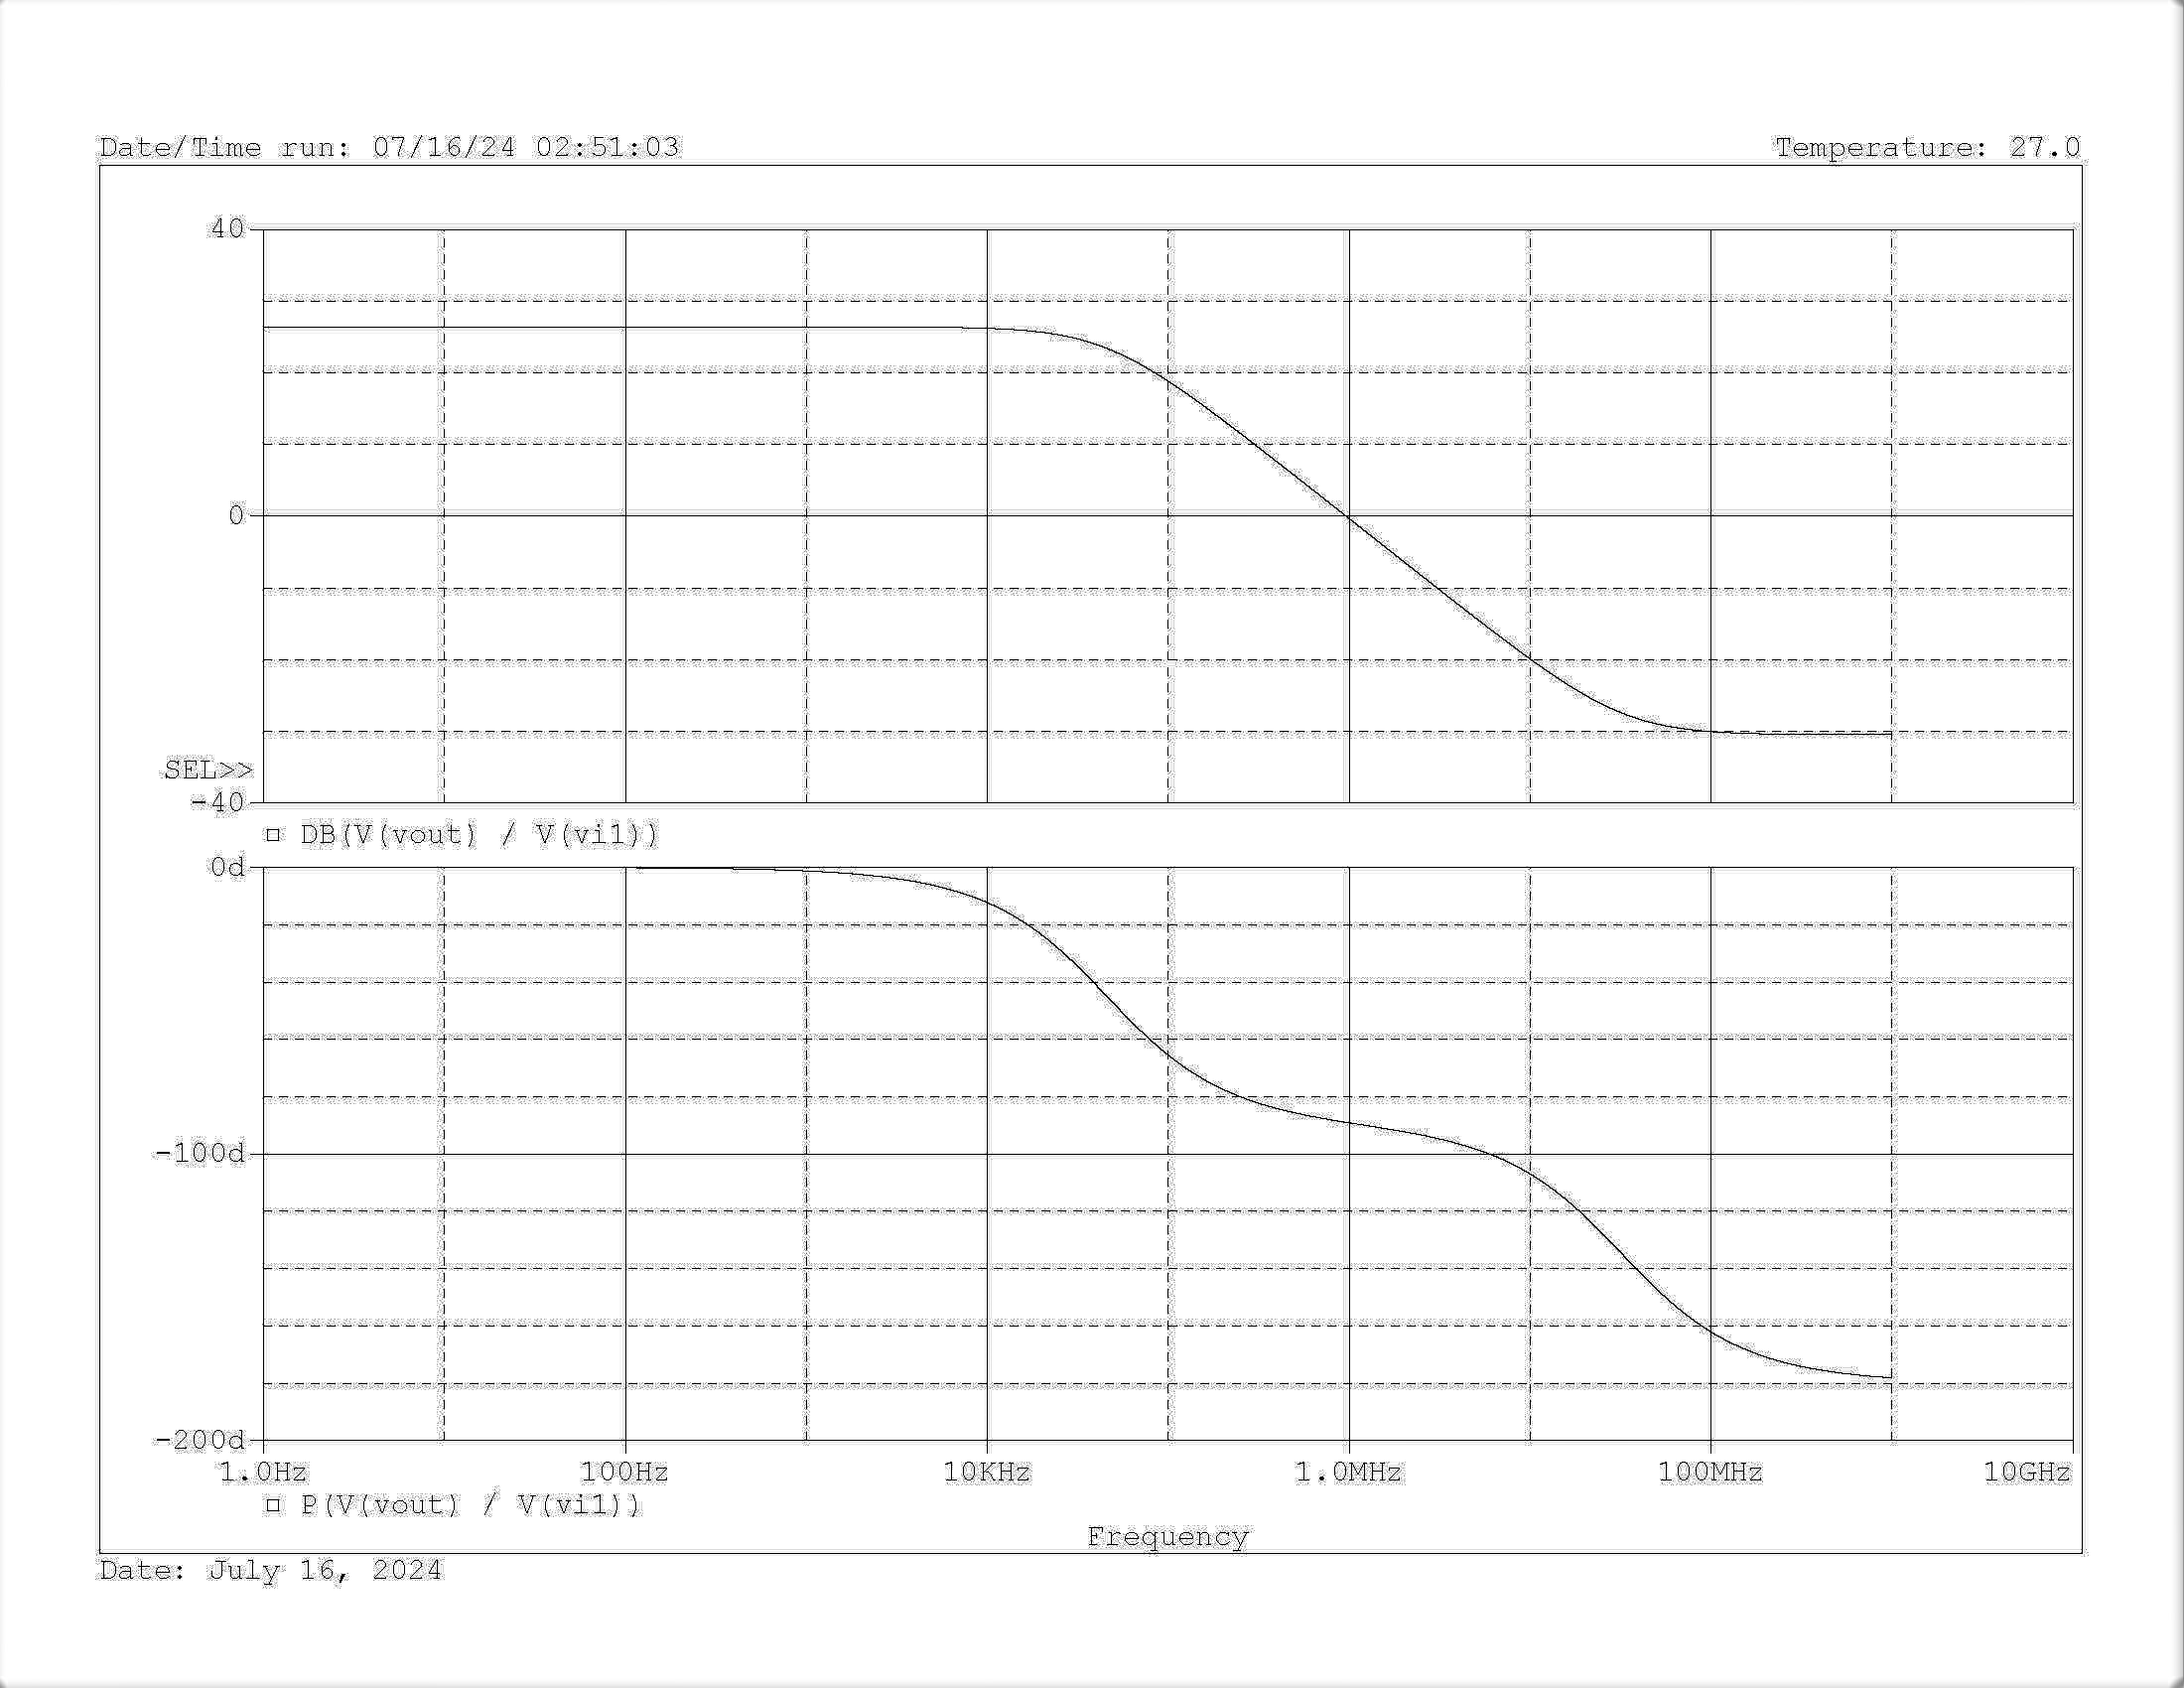 Date/Time run: 07/16/24 02:51:03
Temperature: 27.0
40
0
SEL>>
-40
DB(V(vout) / V(vi1))
0d
-100d
-200d
1.0Hz 100Hz 10KHz 1.0MHz 100MHz 10GHz
P(V(vout) / V(vi1))
Frequency
Date: July 16, 2024